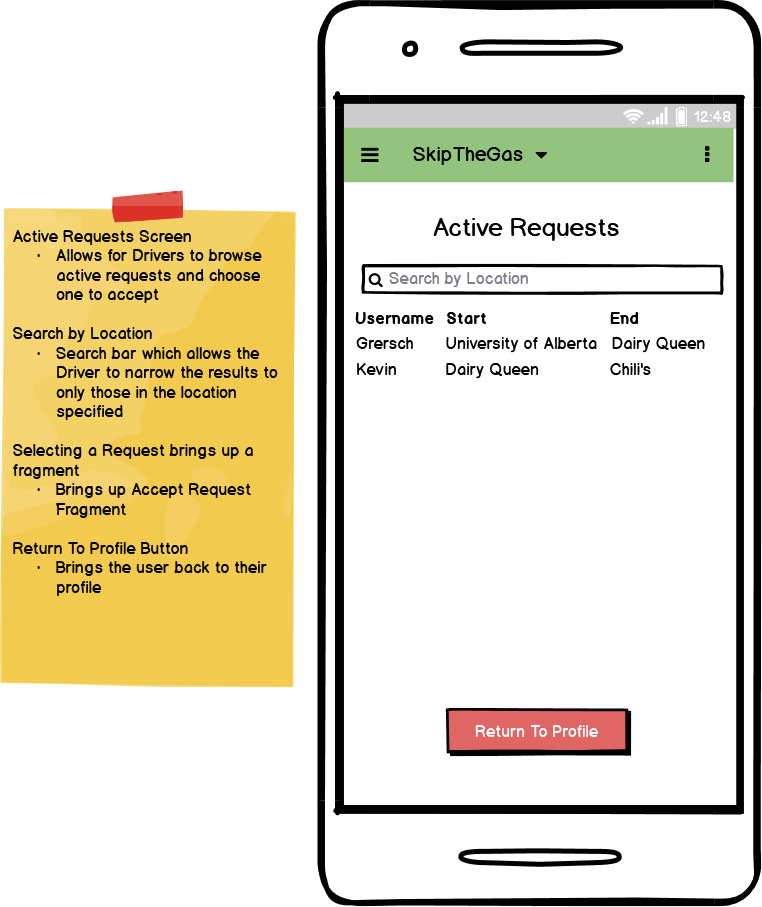 Active Requests Screen
· Allows for Drivers to browse
active requests and choose
one to accept
Search by Location
· Search bar which allows the
Driver to narrow the results to
only those in the location
specified
Selecting a Request brings up a
fragment
· Brings up Accept Request
Fragment
Return To Profile Button
· Brings the user back to their
profile
12:48
SkipTheGas
Active Requests
Search by Location
Username Start End
Grersch University of Alberta Dairy Queen
Kevin Dairy Queen Chili's
Return To Profile